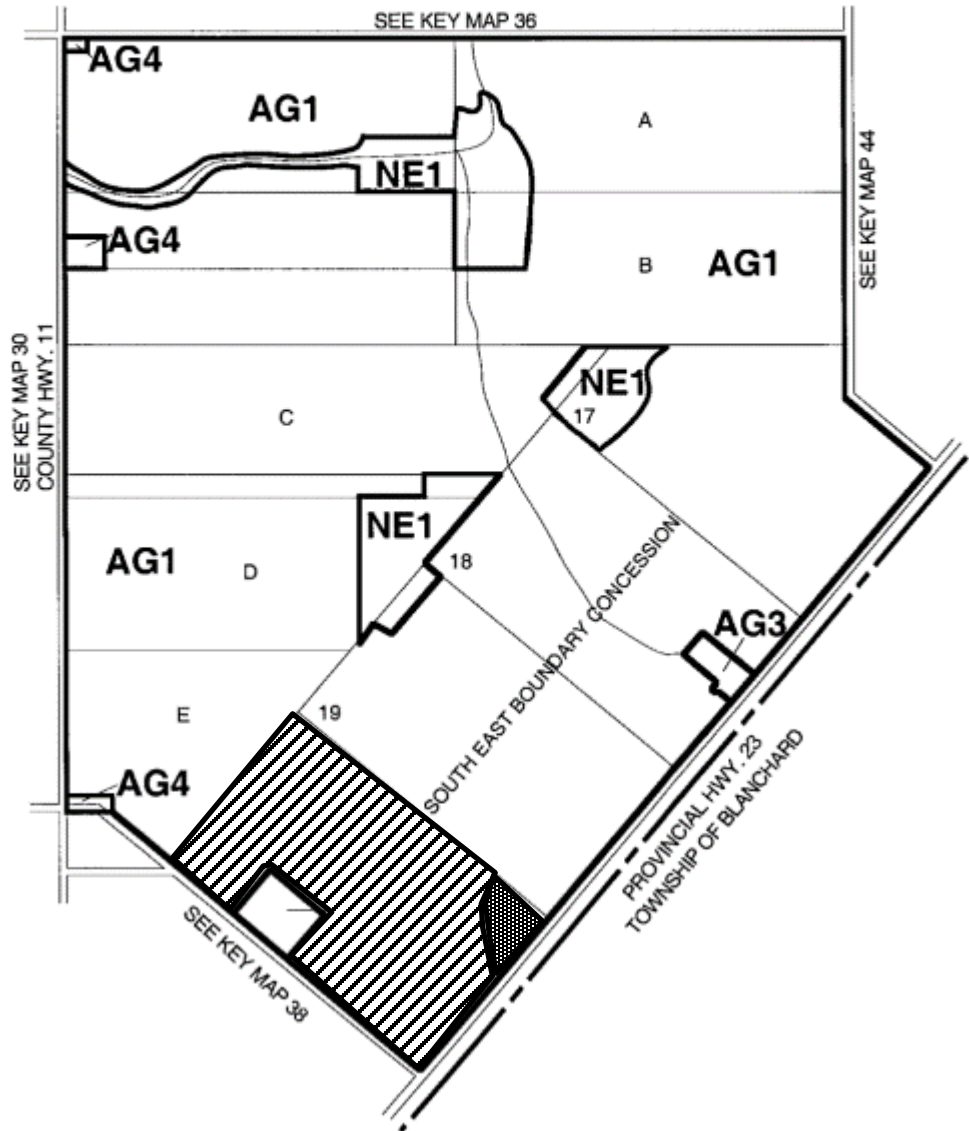 SEE KEY MAP 36
AG4
AG1
A
NE1
SEE KEY MAP 44
AG4
B
AG1
SEE KEY MAP 30
COUNTY HWY. 11
NE1
17
C
NE1
AG1
D
18
SOUTH EAST BOUNDARY CONCESSION
AG3
E
19
AG4
PROVINCIAL HWY. 23
TOWNSHIP OF BLANCHARD
SEE KEY MAP 38